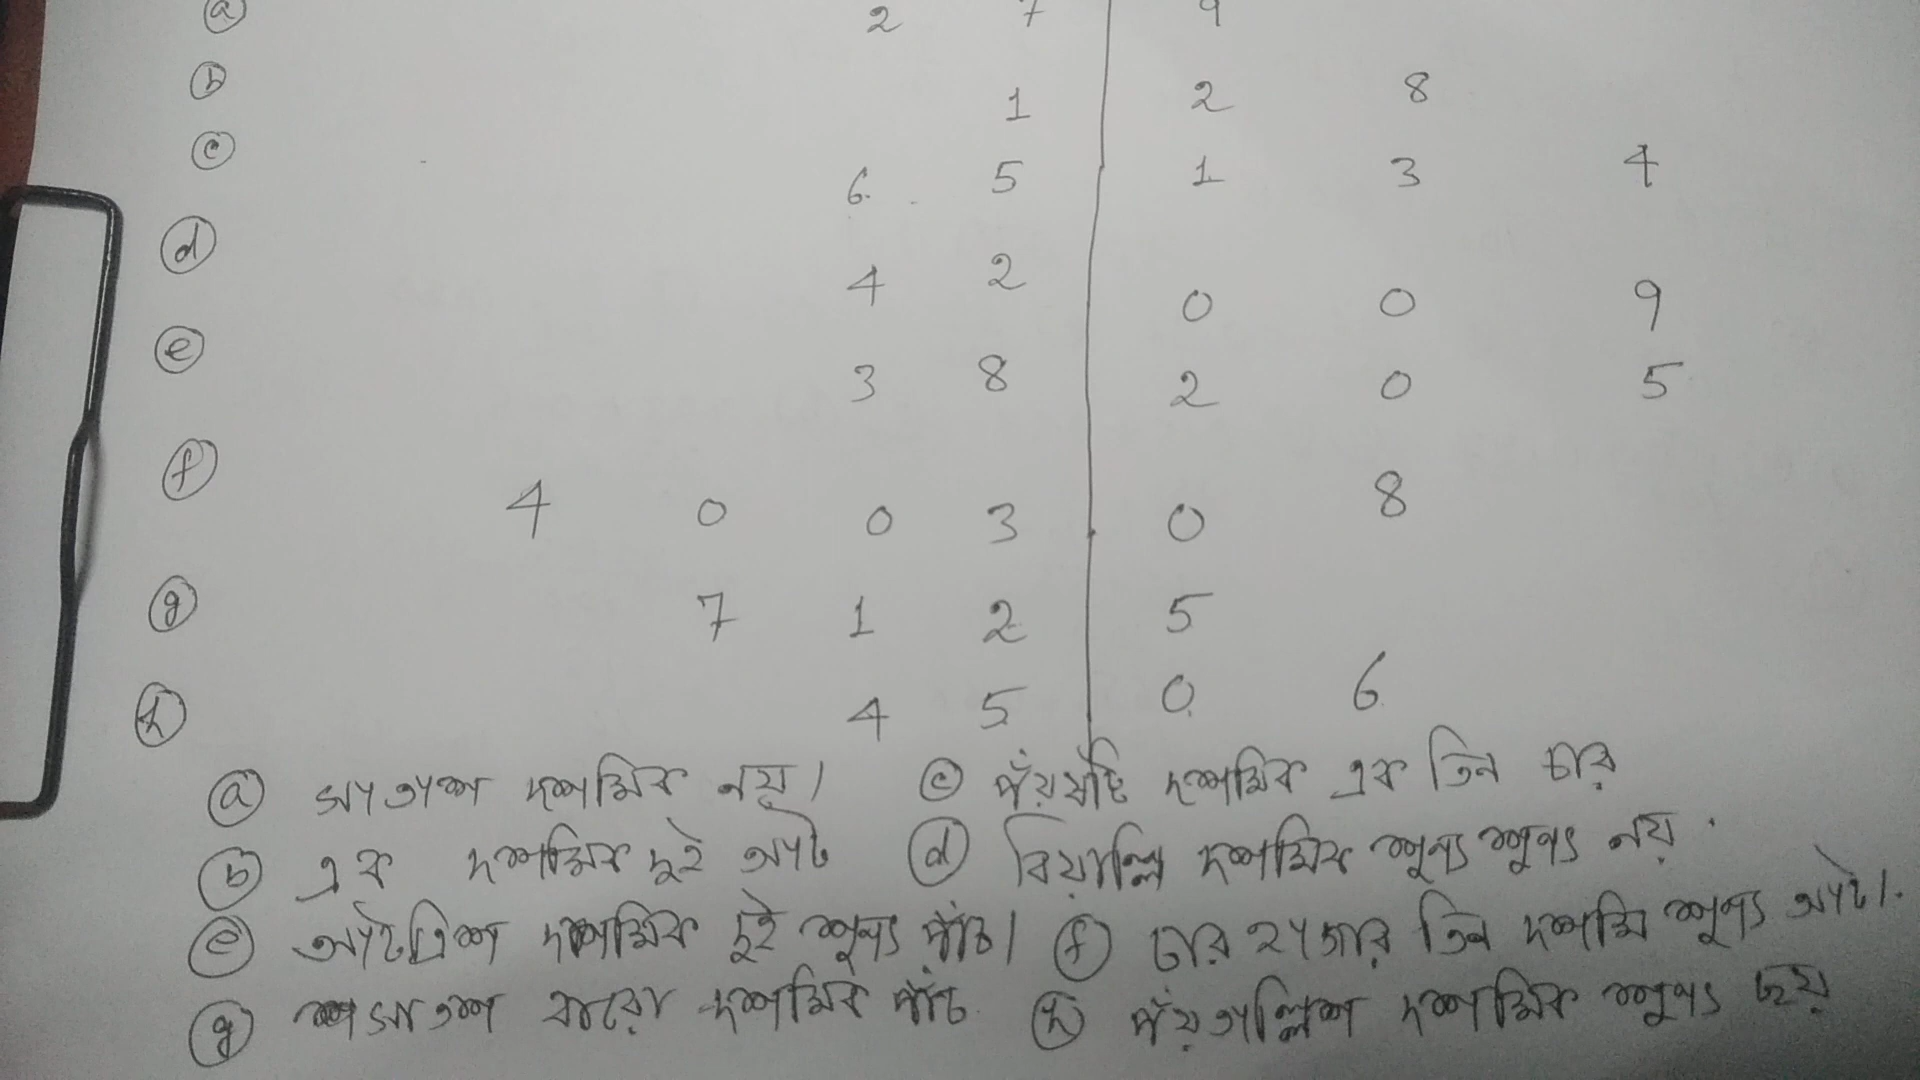 ⓐ 2 7 9
ⓑ 1 2 8
ⓒ 6 5 1 3 4
ⓓ 4 2 0 0 9
ⓔ 3 8 2 0 5
ⓕ 4 0 0 3 0 8
ⓖ 7 1 2 5
ⓗ 4 5 0 6
ⓐ সাতাশ দশমিক নয়। ⓒ পঁয়ষট্টি দশমিক এক তিন চার
ⓑ এক দশমিক দুই আট ⓓ বিয়াল্লি দশমিক শূণ্য শূণ্য নয়.
ⓔ আটত্রিশ দশমিক দুই শূণ্য পাঁচ। ⓕ চার হাজার তিন দশমি শূণ্য আট।
ⓖ সাতশ বারো দশমিক পাঁচ. ⓗ পঁয়তাল্লিশ দশমিক শূণ্য ছয়